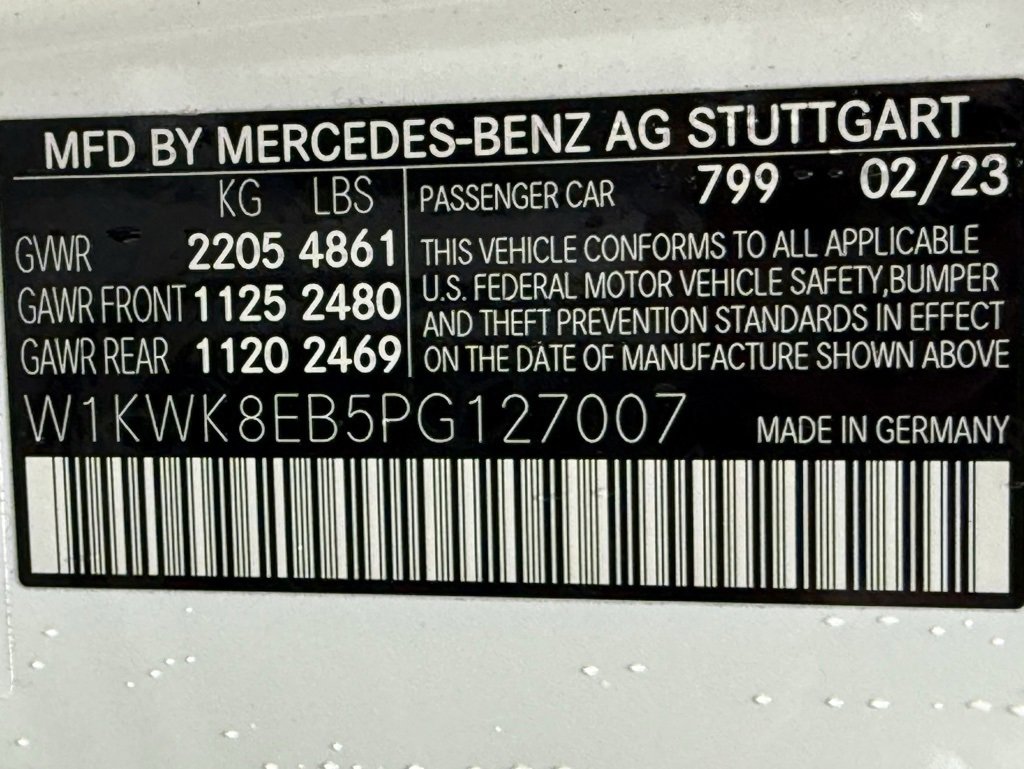 MFD BY MERCEDES-BENZ AG STUTTGART
KG LBS
GVWR 2205 4861
GAWR FRONT 1125 2480
GAWR REAR 1120 2469
PASSENGER CAR 799 02/23
THIS VEHICLE CONFORMS TO ALL APPLICABLE
U.S. FEDERAL MOTOR VEHICLE SAFETY,BUMPER
AND THEFT PREVENTION STANDARDS IN EFFECT
ON THE DATE OF MANUFACTURE SHOWN ABOVE
W1KWK8EB5PG127007
MADE IN GERMANY